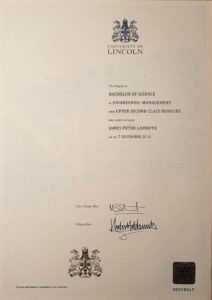 UNIVERSITY OF
LINCOLN
The Degree of
BACHELOR OF SCIENCE
in ENGINEERING MANAGEMENT
with UPPER SECOND CLASS HONOURS
was conferred upon
JAMES PETER LAMBETH
on the 7 DECEMBER 2018
Vice Chancellor
Chancellor